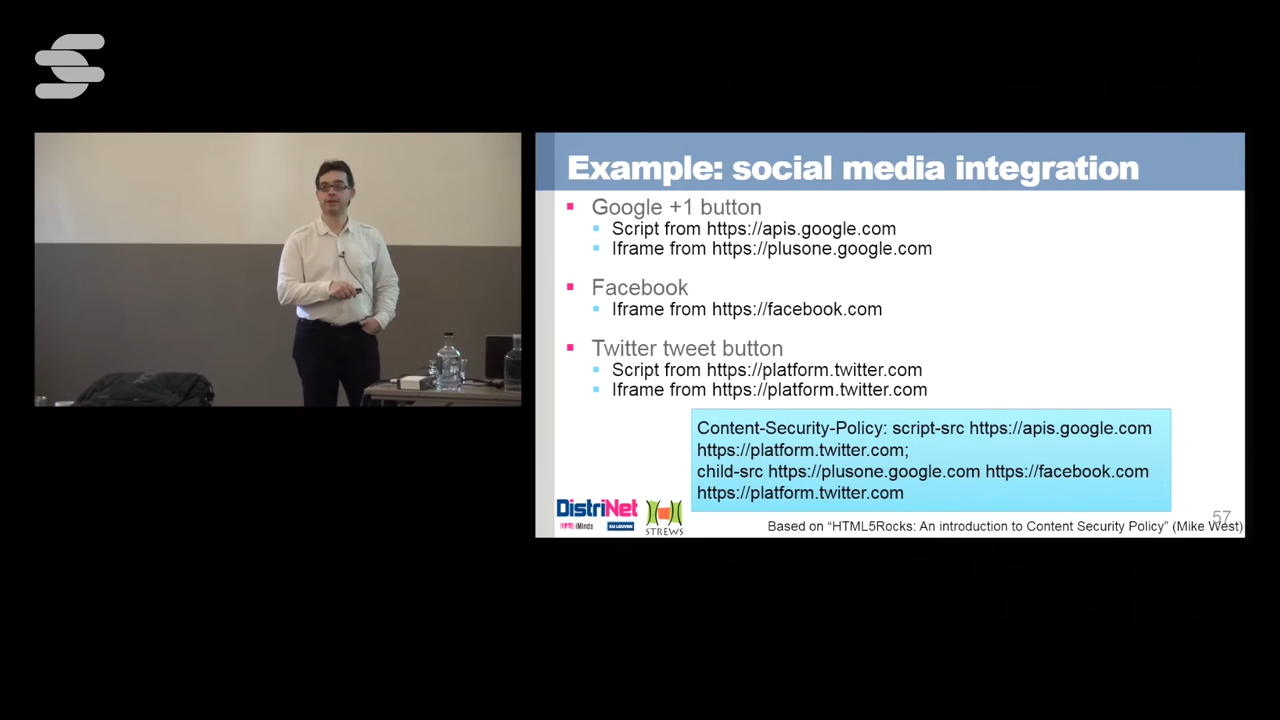 Example: social media integration
Google +1 button
Script from https://apis.google.com
Iframe from https://plusone.google.com
Facebook
Iframe from https://facebook.com
Twitter tweet button
Script from https://platform.twitter.com
Iframe from https://platform.twitter.com
Content-Security-Policy: script-src https://apis.google.com
https://platform.twitter.com;
child-src https://plusone.google.com https://facebook.com
https://platform.twitter.com
DistriNet
iMinds KU LEUVEN
STREWS
57
Based on “HTML5Rocks: An introduction to Content Security Policy” (Mike West)